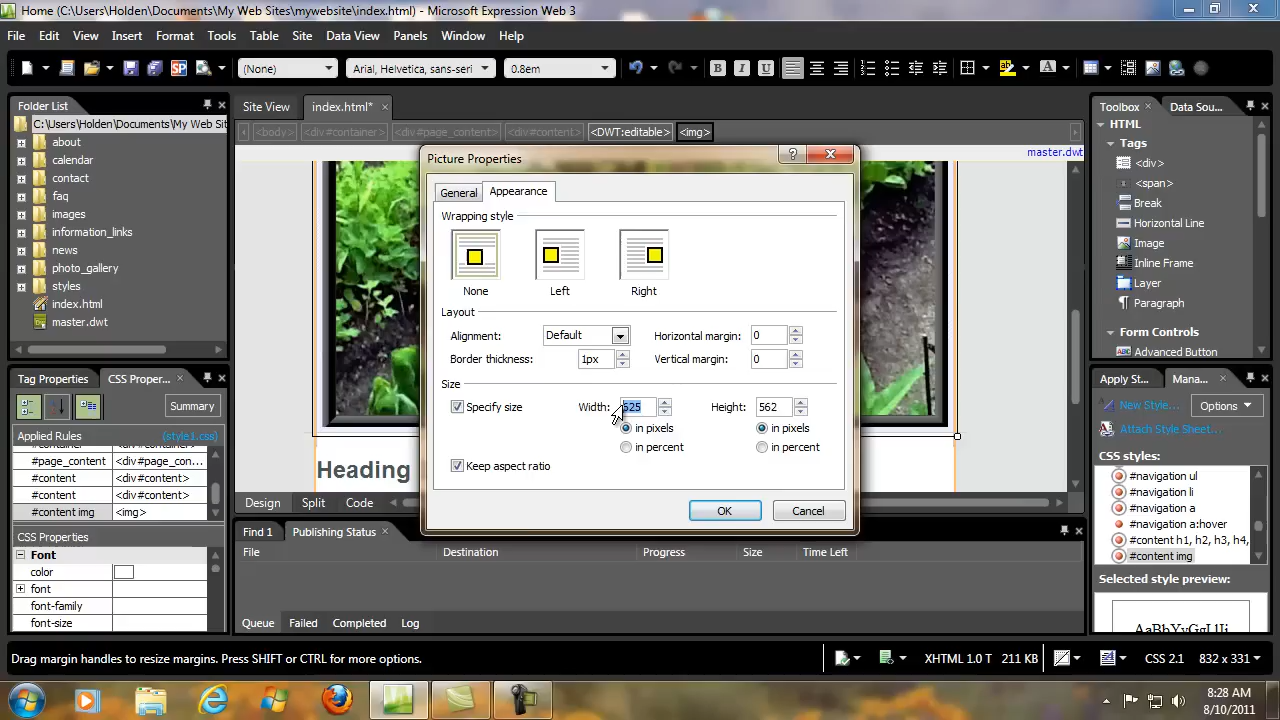 Home (C:\Users\Holden\Documents\My Web Sites\mywebsite\index.html) - Microsoft Expression Web 3
File Edit View Insert Format Tools Table Site Data View Panels Window Help
(None) Arial, Helvetica, sans-seri 0.8em B I U A
Folder List
C:\Users\Holden\Documents\My Web Sit
about
calendar
contact
faq
images
information_links
news
photo_gallery
styles
index.html
master.dwt
Site View index.html*
<body> <div#container> <div#page_content> <div#content> <DWT:editable> <img>
master.dwt
Heading
Design Split Code
Picture Properties
General Appearance
Wrapping style
None Left Right
Layout
Alignment: Default Horizontal margin: 0
Border thickness: 1px Vertical margin: 0
Size
Specify size Width: Height: 562
in pixels in pixels
in percent in percent
Keep aspect ratio
OK Cancel
Toolbox Data Sou...
HTML
Tags
<div>
<span>
Break
Horizontal Line
Image
Inline Frame
Layer
Paragraph
Form Controls
Advanced Button
Tag Properties CSS Proper...
Summary
Applied Rules (style1.css)
#page_content <div#pag_con...
#content <div#content>
#content <div#content>
#content img <img>
CSS Properties
Font
color
font
font-family
font-size
Find 1 Publishing Status
File Destination Progress Size Time Left
Queue Failed Completed Log
Apply St... Mana...
New Style... Options
Attach Style Sheet...
CSS styles:
#navigation ul
#navigation li
#navigation a
#navigation a:hover
#content h1, h2, h3, h4,
#content img
Selected style preview:
AaBbYyGgLlJj
Drag margin handles to resize margins. Press SHIFT or CTRL for more options.
XHTML 1.0 T 211 KB CSS 2.1 832 x 331
8:28 AM
8/10/2011